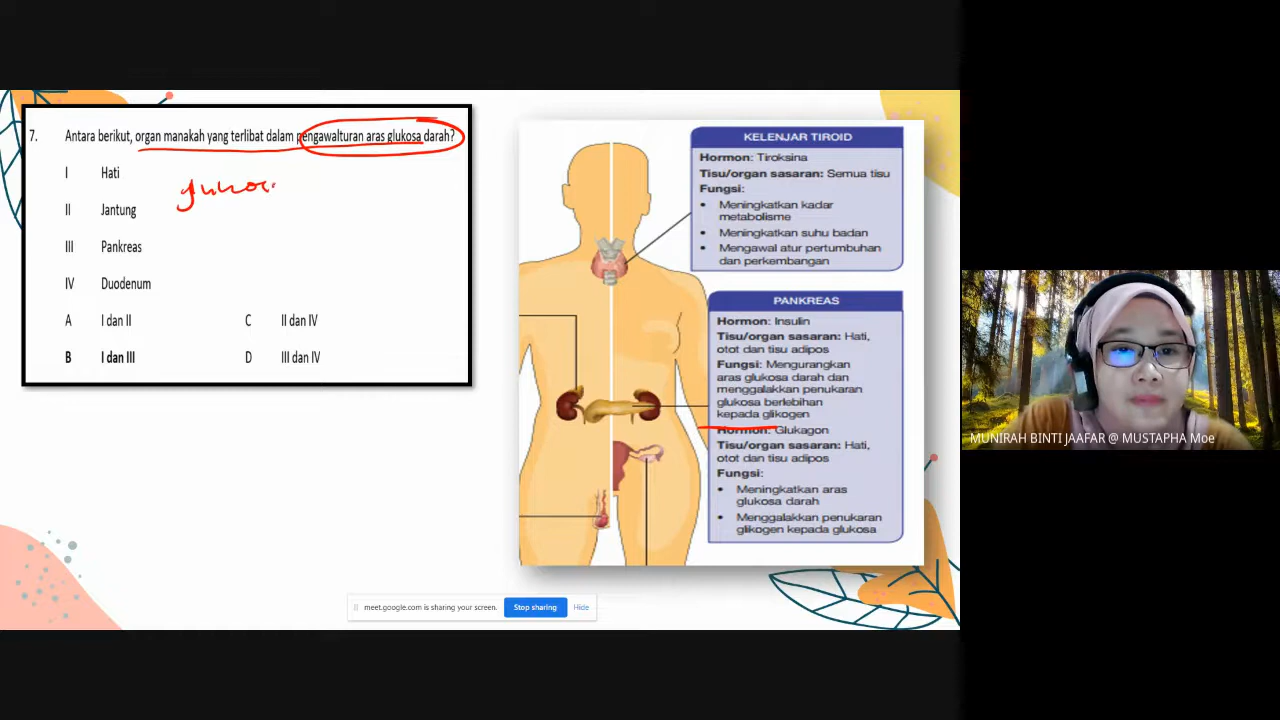 7. Antara berikut, organ manakah yang terlibat dalam pengawalturan aras glukosa darah?
I Hati
II Jantung
III Pankreas
IV Duodenum
A I dan II C II dan IV
B I dan III D III dan IV
KELENJAR TIROID
Hormon: Tiroksina
Tisu/organ sasaran: Semua tisu
Fungsi:
• Meningkatkan kadar
metabolisme
• Meningkatkan suhu badan
• Mengawal atur pertumbuhan
dan perkembangan
PANKREAS
Hormon: Insulin
Tisu/organ sasaran: Hati,
otot dan tisu adipos
Fungsi: Mengurangkan
aras glukosa darah dan
menggalakkan penukaran
glukosa berlebihan
kepada glikogen
Hormon: Glukagon
Tisu/organ sasaran: Hati,
otot dan tisu adipos
Fungsi:
• Meningkatkan aras
glukosa darah
• Menggalakkan penukaran
glikogen kepada glukosa
MUNIRAH BINTI JAAFAR @ MUSTAPHA Moe
meet.google.com is sharing your screen.
Stop sharing
Hide